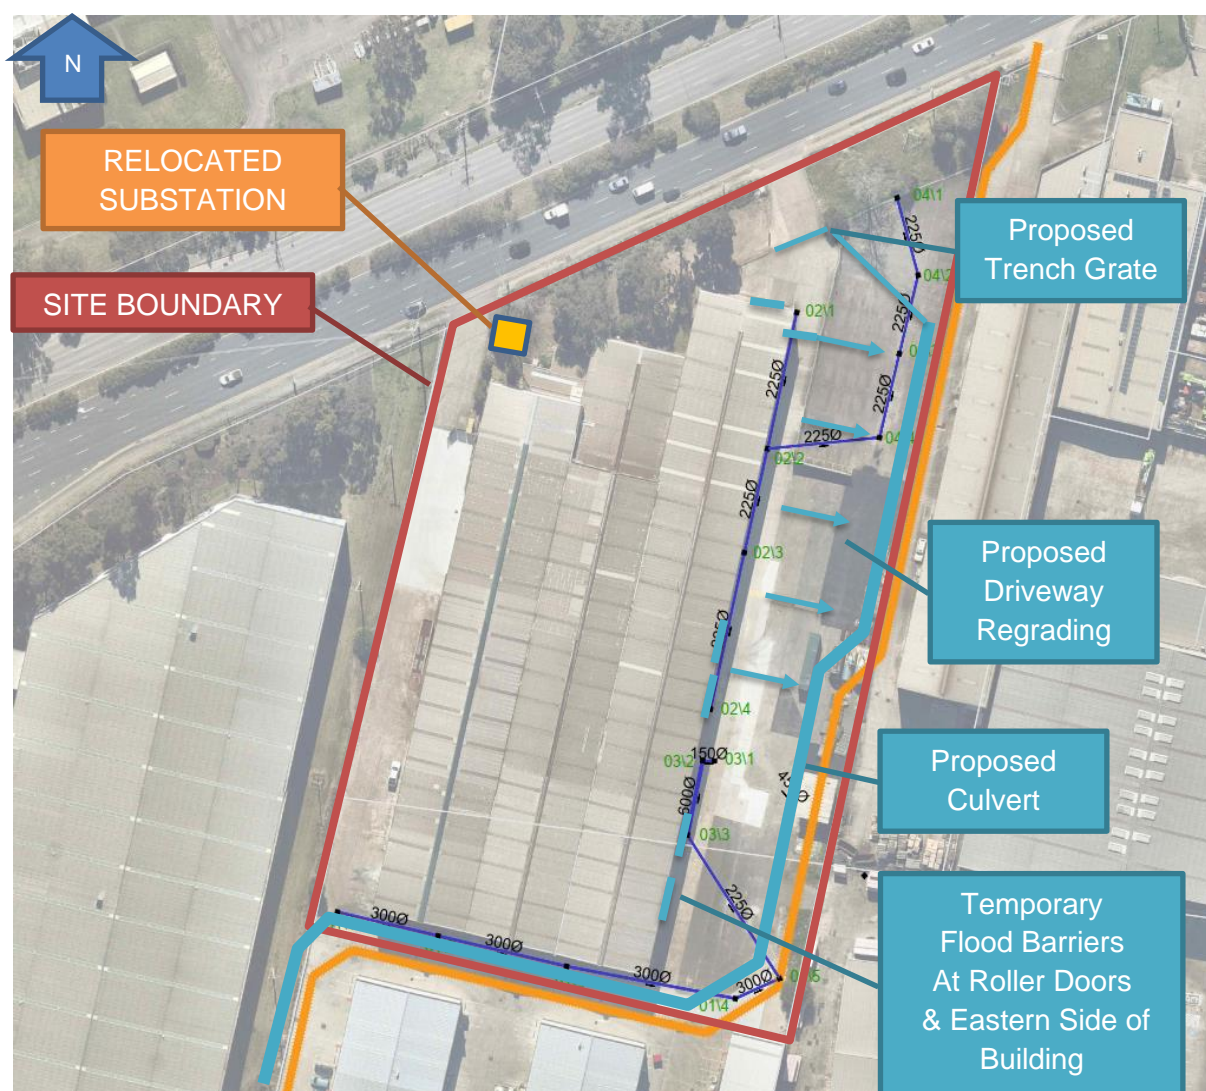 N
RELOCATED
SUBSTATION
SITE BOUNDARY
04\1
225Ø
Proposed
Trench Grate
225Ø
02\1
225Ø
225Ø
225Ø
02\2
225Ø
02\3
Proposed
Driveway
Regrading
02\4
150Ø
03\2
03\1
Proposed
Culvert
600Ø
03\3
225Ø
Temporary
Flood Barriers
At Roller Doors
& Eastern Side of
Building
300Ø
300Ø
300Ø
300Ø
01\4